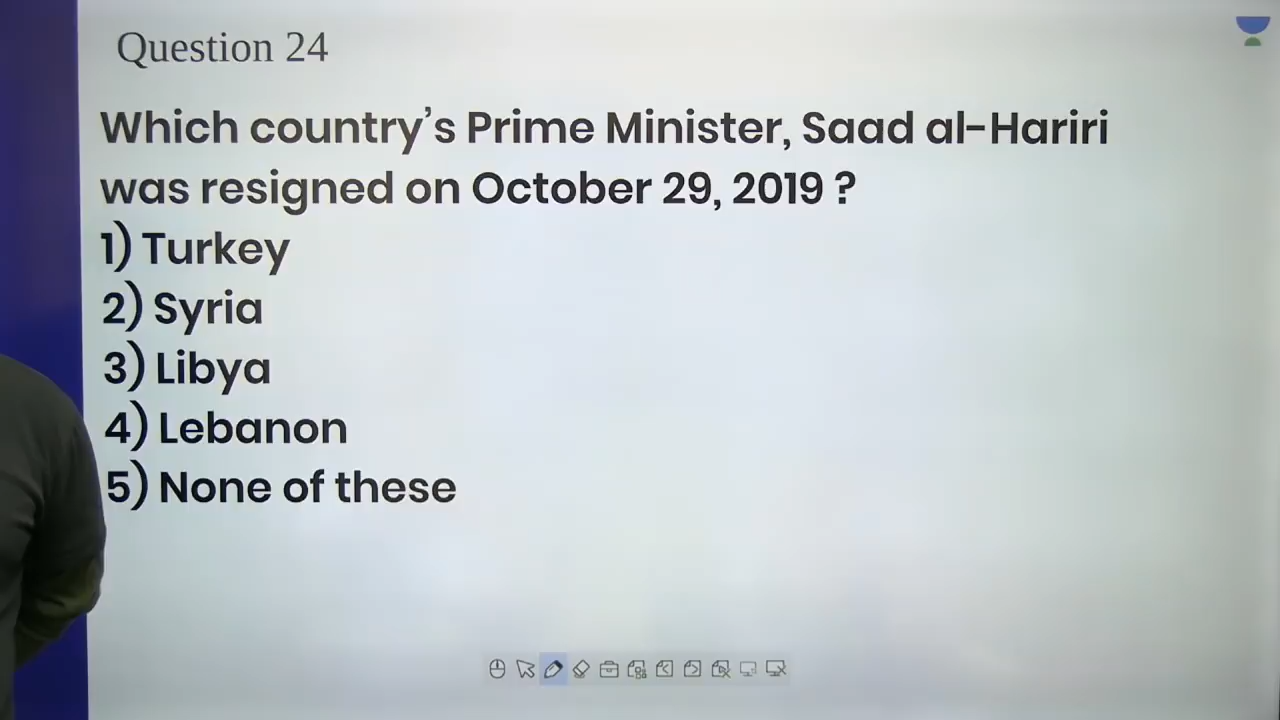 Question 24
Which country's Prime Minister, Saad al-Hariri
was resigned on October 29, 2019 ?
1) Turkey
2) Syria
3) Libya
4) Lebanon
5) None of these